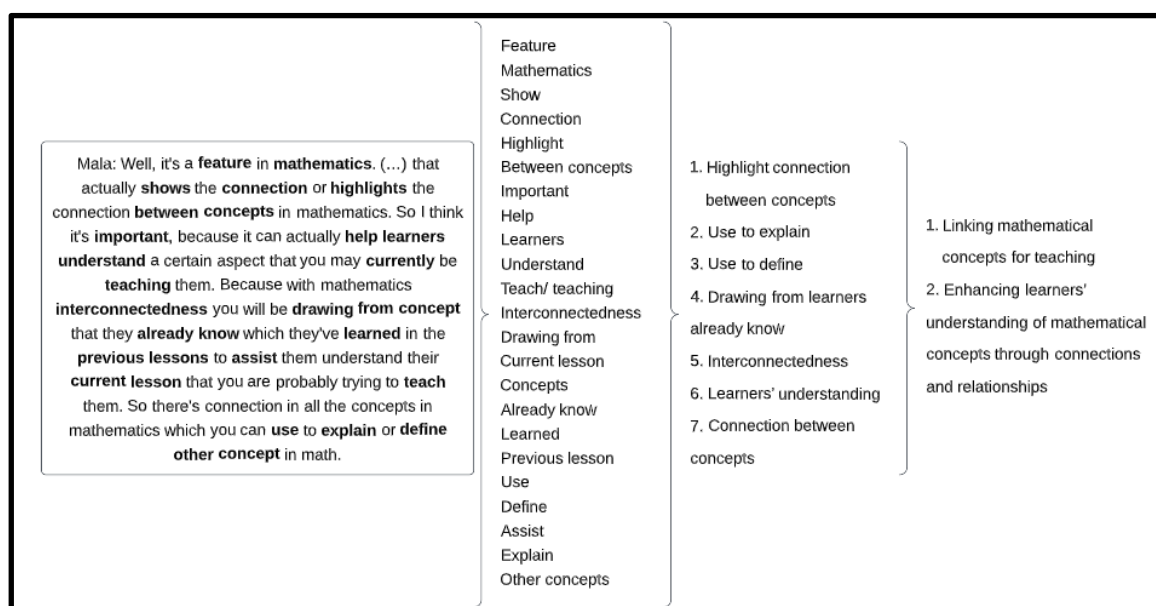 Mala: Well, it's a feature in mathematics. (...) that
actually shows the connection or highlights the
connection between concepts in mathematics. So I think
it's important, because it can actually help learners
understand a certain aspect that you may currently be
teaching them. Because with mathematics
interconnectedness you will be drawing from concept
that they already know which they've learned in the
previous lessons to assist them understand their
current lesson that you are probably trying to teach
them. So there's connection in all the concepts in
mathematics which you can use to explain or define
other concept in math.
Feature
Mathematics
Show
Connection
Highlight
Between concepts
Important
Help
Learners
Understand
Teach/ teaching
Interconnectedness
Drawing from
Current lesson
Concepts
Already know
Learned
Previous lesson
Use
Define
Assist
Explain
Other concepts
1. Highlight connection
between concepts
2. Use to explain
3. Use to define
4. Drawing from learners
already know
5. Interconnectedness
6. Learners' understanding
7. Connection between
concepts
1. Linking mathematical
concepts for teaching
2. Enhancing learners'
understanding of mathematical
concepts through connections
and relationships